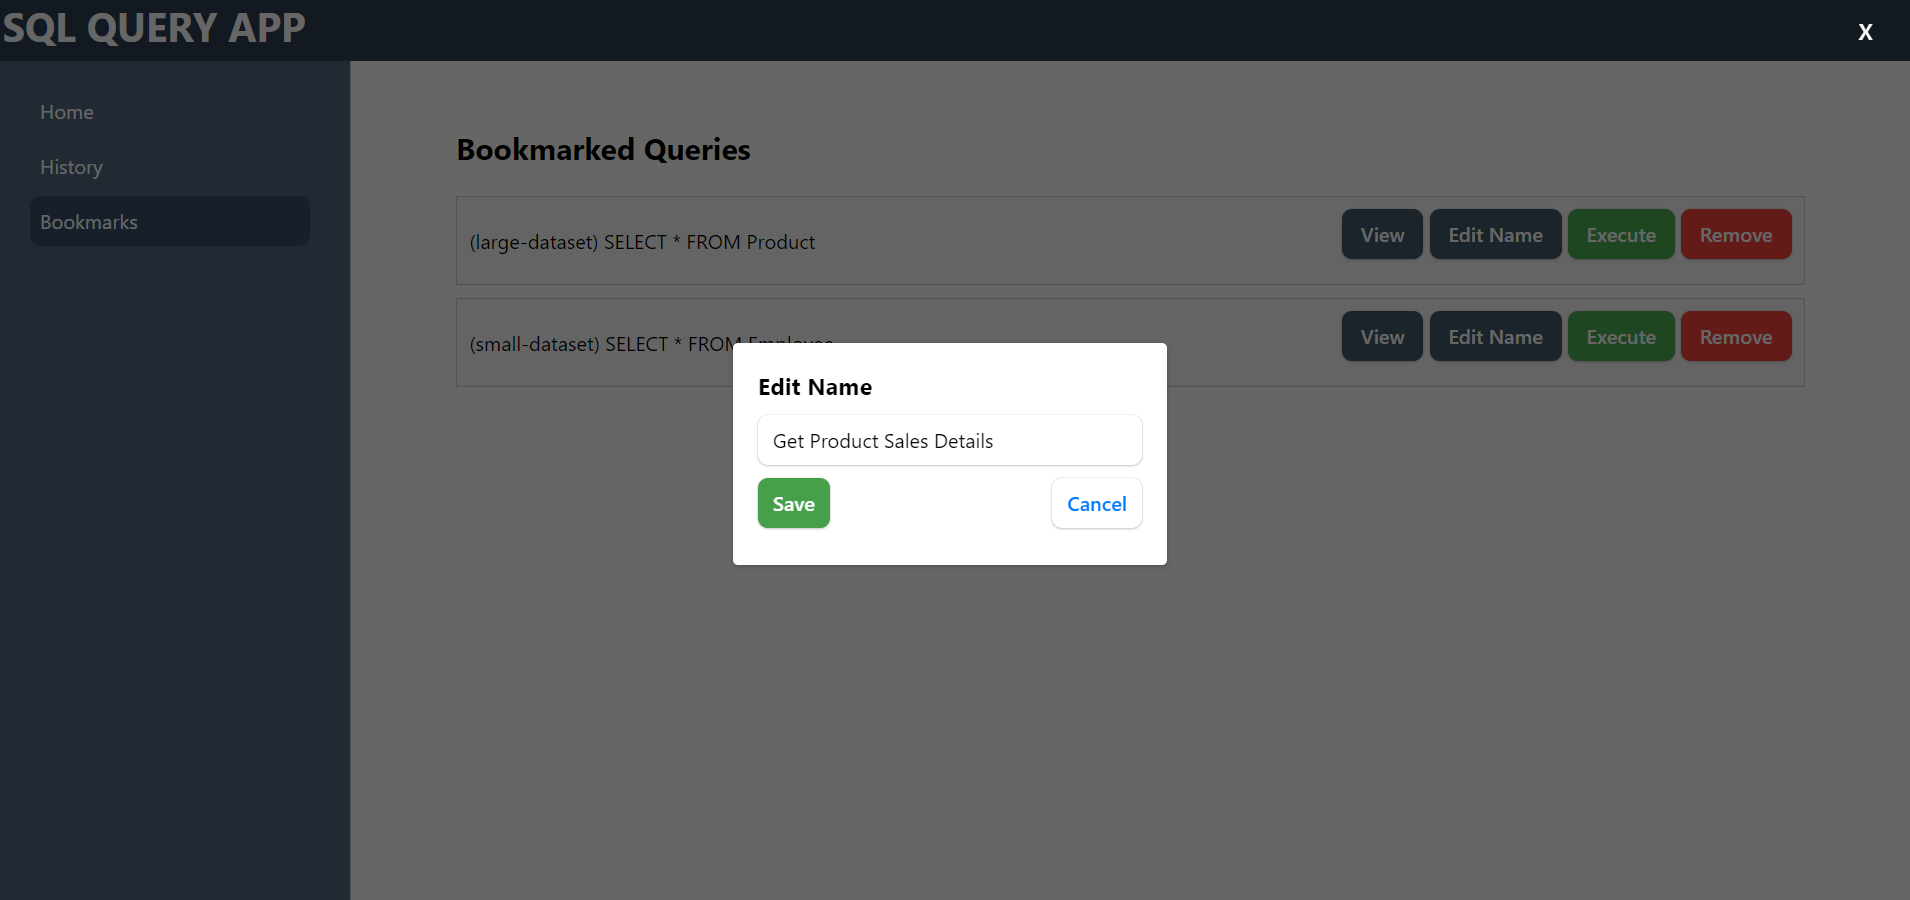 SQL QUERY APP
X
Home
History
Bookmarks
Bookmarked Queries
(large-dataset) SELECT * FROM Product
View
Edit Name
Execute
Remove
(small-dataset) SELECT * FROM Employee
View
Edit Name
Execute
Remove
Edit Name
Get Product Sales Details
Save
Cancel